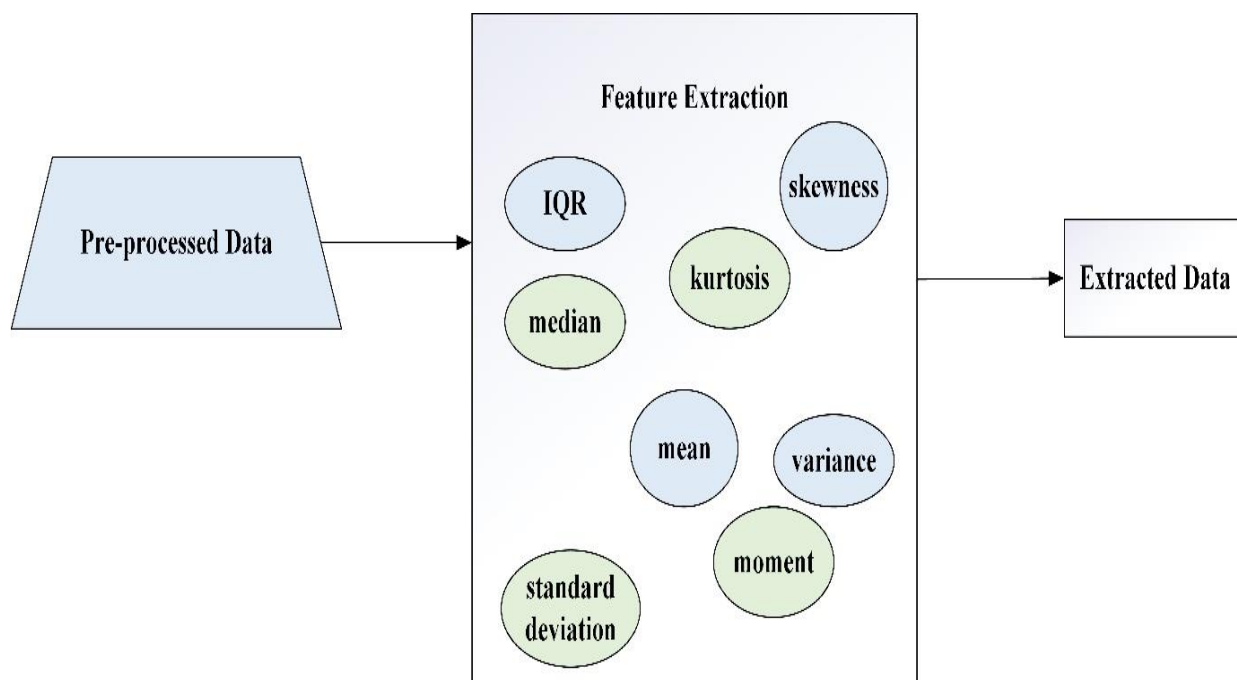 Pre-processed Data
Feature Extraction
IQR
skewness
kurtosis
median
mean
variance
moment
standard
deviation
Extracted Data